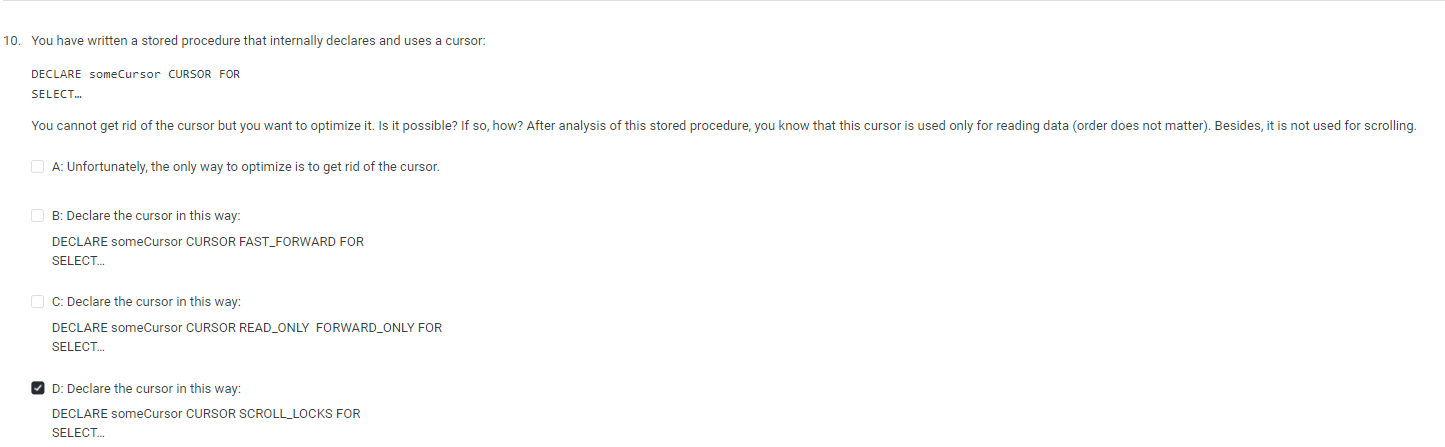 10. You have written a stored procedure that internally declares and uses a cursor:
DECLARE someCursor CURSOR FOR
SELECT…
You cannot get rid of the cursor but you want to optimize it. Is it possible? If so, how? After analysis of this stored procedure, you know that this cursor is used only for reading data (order does not matter). Besides, it is not used for scrolling.
A: Unfortunately, the only way to optimize is to get rid of the cursor.
B: Declare the cursor in this way:
DECLARE someCursor CURSOR FAST_FORWARD FOR
SELECT…
C: Declare the cursor in this way:
DECLARE someCursor CURSOR READ_ONLY  FORWARD_ONLY FOR
SELECT…
D: Declare the cursor in this way:
DECLARE someCursor CURSOR SCROLL_LOCKS FOR
SELECT…